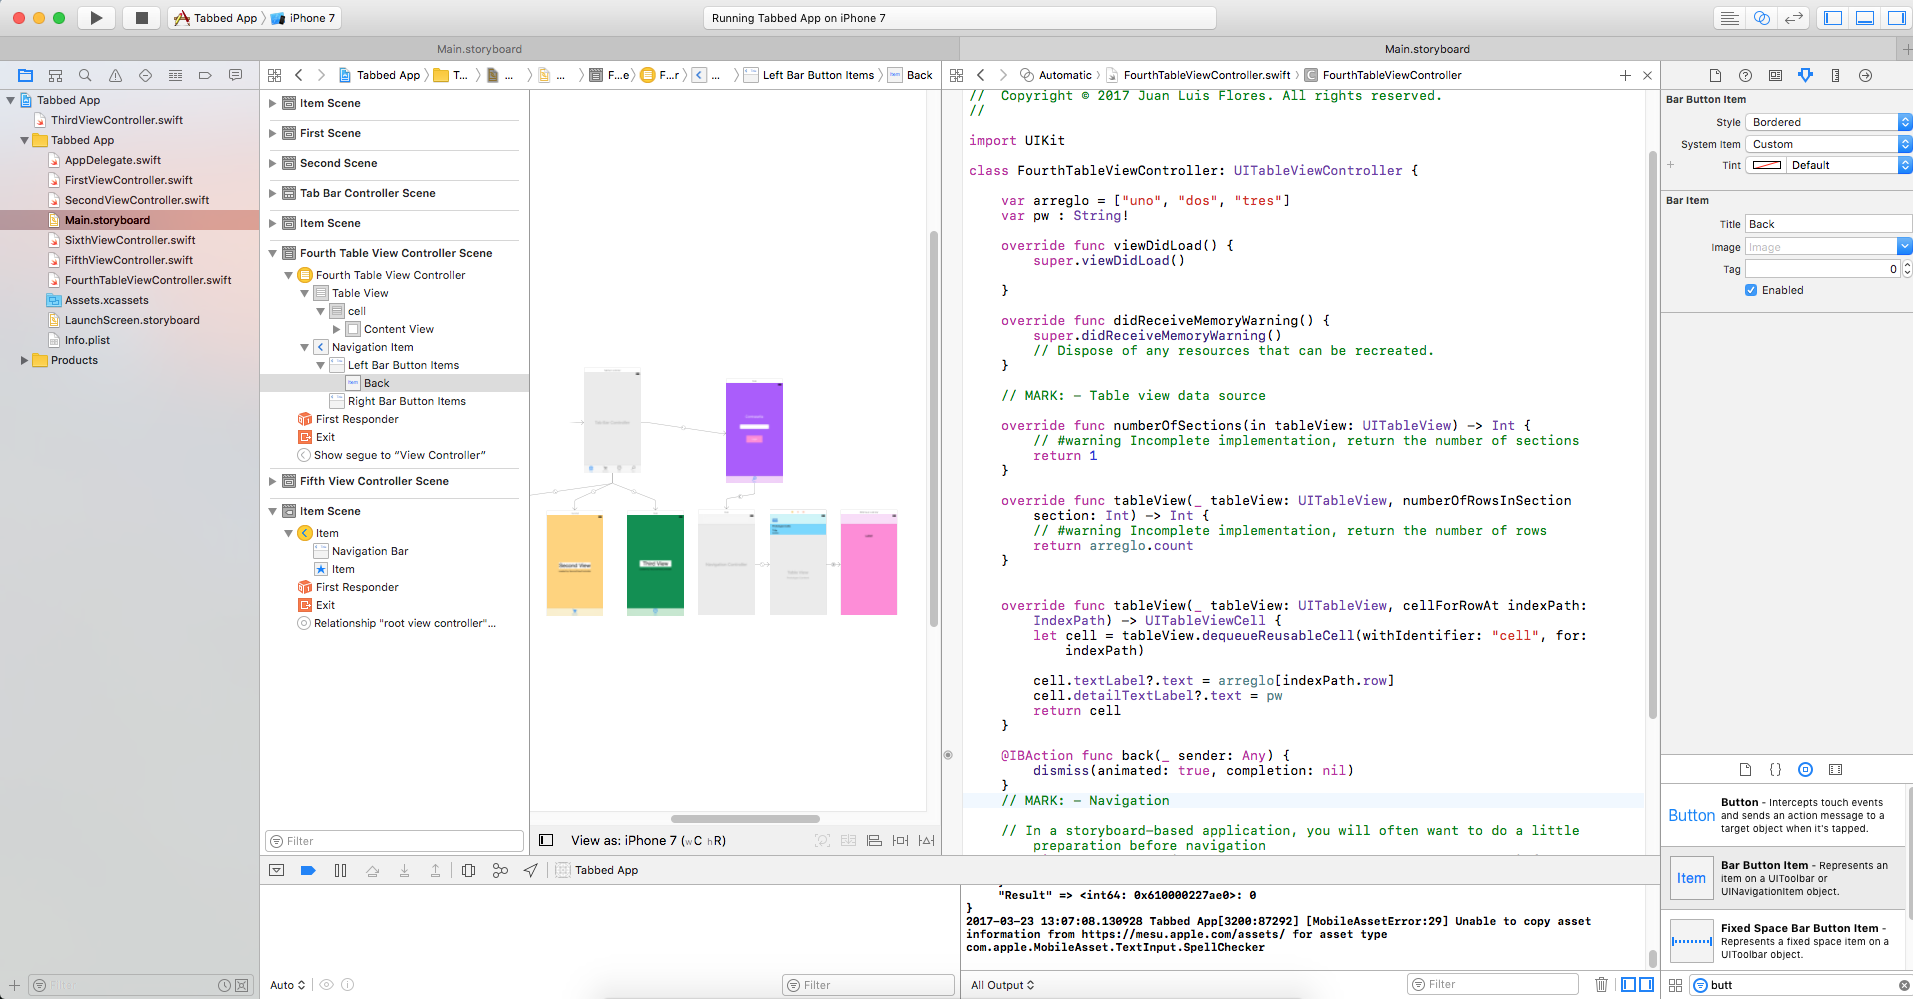 Tabbed App
iPhone 7
Running Tabbed App on iPhone 7
Main.storyboard
Main.storyboard
Tabbed App
T...
...
...
F...e
F...r
...
Left Bar Button Items
Back
Automatic
FourthTableViewController.swift
FourthTableViewController
Tabbed App
ThirdViewController.swift
Tabbed App
AppDelegate.swift
FirstViewController.swift
SecondViewController.swift
Main.storyboard
SixthViewController.swift
FifthViewController.swift
FourthTableViewController.swift
Assets.xcassets
LaunchScreen.storyboard
Info.plist
Products
Item Scene
First Scene
Second Scene
Tab Bar Controller Scene
Item Scene
Fourth Table View Controller Scene
Fourth Table View Controller
Table View
cell
Content View
Navigation Item
Left Bar Button Items
Back
Right Bar Button Items
First Responder
Exit
Show segue to “View Controller”
Fifth View Controller Scene
Item Scene
Item
Navigation Bar
Item
First Responder
Exit
Relationship "root view controller"...
Filter
Second View
Third View
View as: iPhone 7 (wC hR)
//  Copyright © 2017 Juan Luis Flores. All rights reserved.
//
import UIKit
class FourthTableViewController: UITableViewController {
var arreglo = ["uno", "dos", "tres"]
var pw : String!
override func viewDidLoad() {
super.viewDidLoad()
}
override func didReceiveMemoryWarning() {
super.didReceiveMemoryWarning()
// Dispose of any resources that can be recreated.
}
// MARK: - Table view data source
override func numberOfSections(in tableView: UITableView) -> Int {
// #warning Incomplete implementation, return the number of sections
return 1
}
override func tableView(_ tableView: UITableView, numberOfRowsInSection
section: Int) -> Int {
// #warning Incomplete implementation, return the number of rows
return arreglo.count
}
override func tableView(_ tableView: UITableView, cellForRowAt indexPath:
IndexPath) -> UITableViewCell {
let cell = tableView.dequeueReusableCell(withIdentifier: "cell", for:
indexPath)
cell.textLabel?.text = arreglo[indexPath.row]
cell.detailTextLabel?.text = pw
return cell
}
@IBAction func back(_ sender: Any) {
dismiss(animated: true, completion: nil)
}
// MARK: - Navigation
// In a storyboard-based application, you will often want to do a little
preparation before navigation
Bar Button Item
Style Bordered
System Item Custom
Tint Default
Bar Item
Title Back
Image Image
Tag 0
Enabled
Button Button - Intercepts touch events
and sends an action message to a
target object when it's tapped.
Item Bar Button Item - Represents an
item on a UIToolbar or
UINavigationItem object.
Fixed Space Bar Button Item -
Represents a fixed space item on a
UIToolbar object.
butt
Tabbed App
"Result" => <int64: 0x610000227ae0>: 0
}
2017-03-23 13:07:08.130928 Tabbed App[3200:87292] [MobileAssetError:29] Unable to copy asset
information from https://mesu.apple.com/assets/ for asset type
com.apple.MobileAsset.TextInput.SpellChecker
Filter
Auto
Filter
All Output
Filter